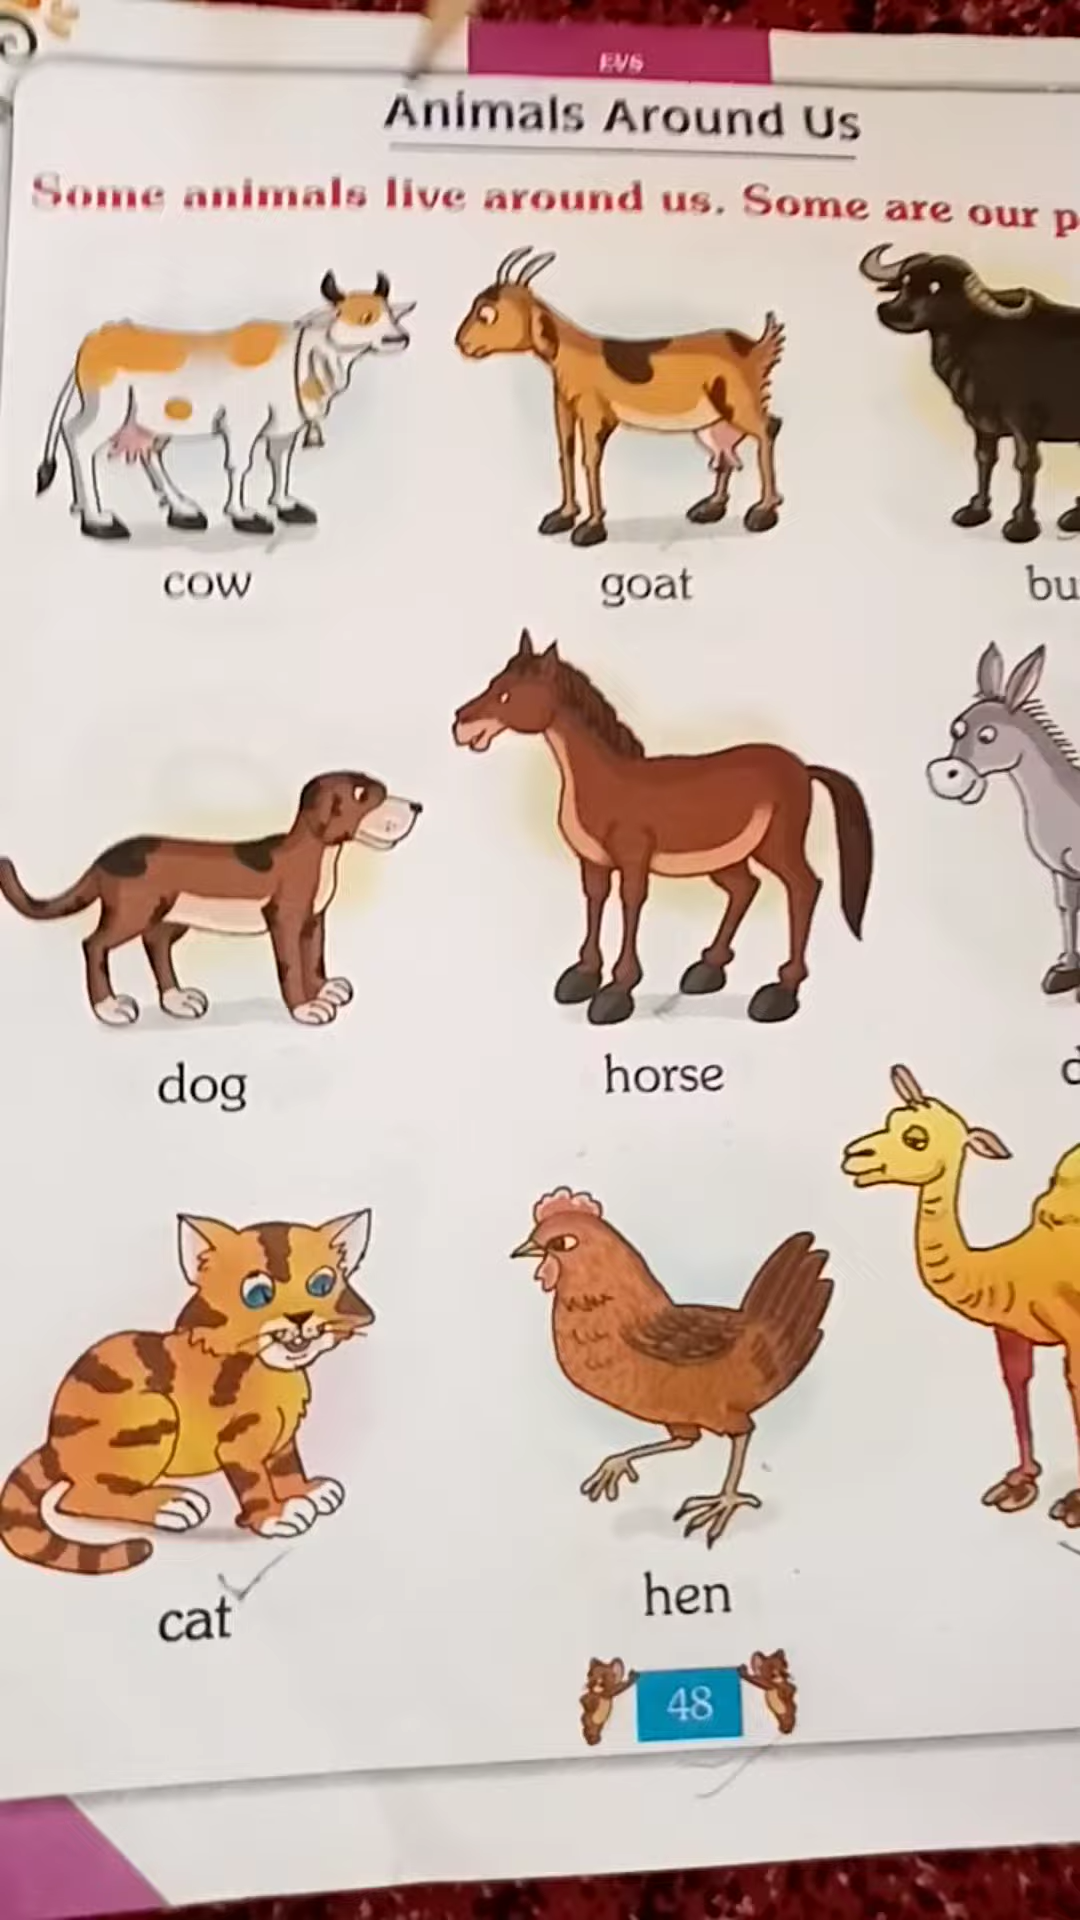 EVS
Animals Around Us
Some animals live around us. Some are our p
cow goat bu
dog horse d
cat hen
48